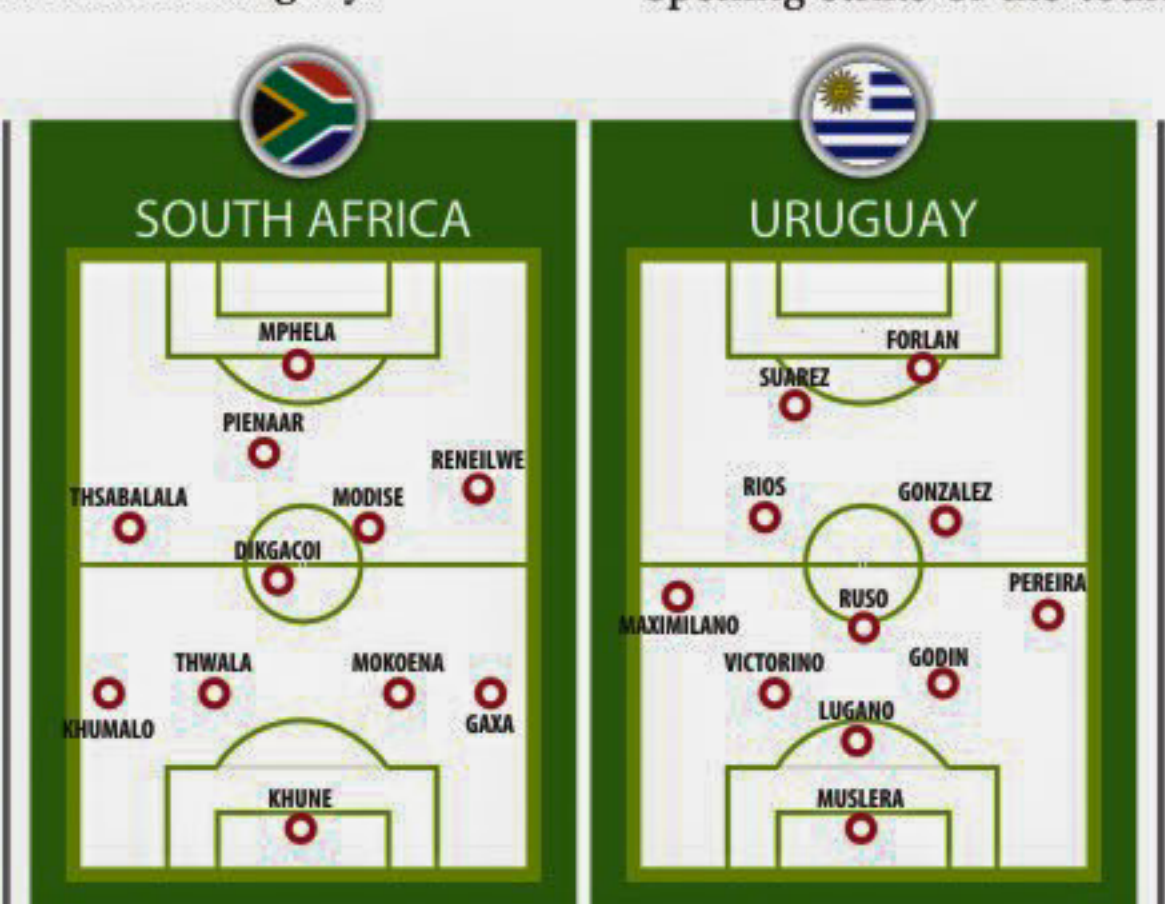 SOUTH AFRICA
MPHELA
PIENAAR
RENEILWE
THSABALALA
MODISE
DIKGACOI
THWALA
MOKOENA
KHUMALO
GAXA
KHUNE
URUGUAY
FORLAN
SUAREZ
RIOS
GONZALEZ
PEREIRA
RUSO
MAXIMILANO
VICTORINO
GODIN
LUGANO
MUSLERA